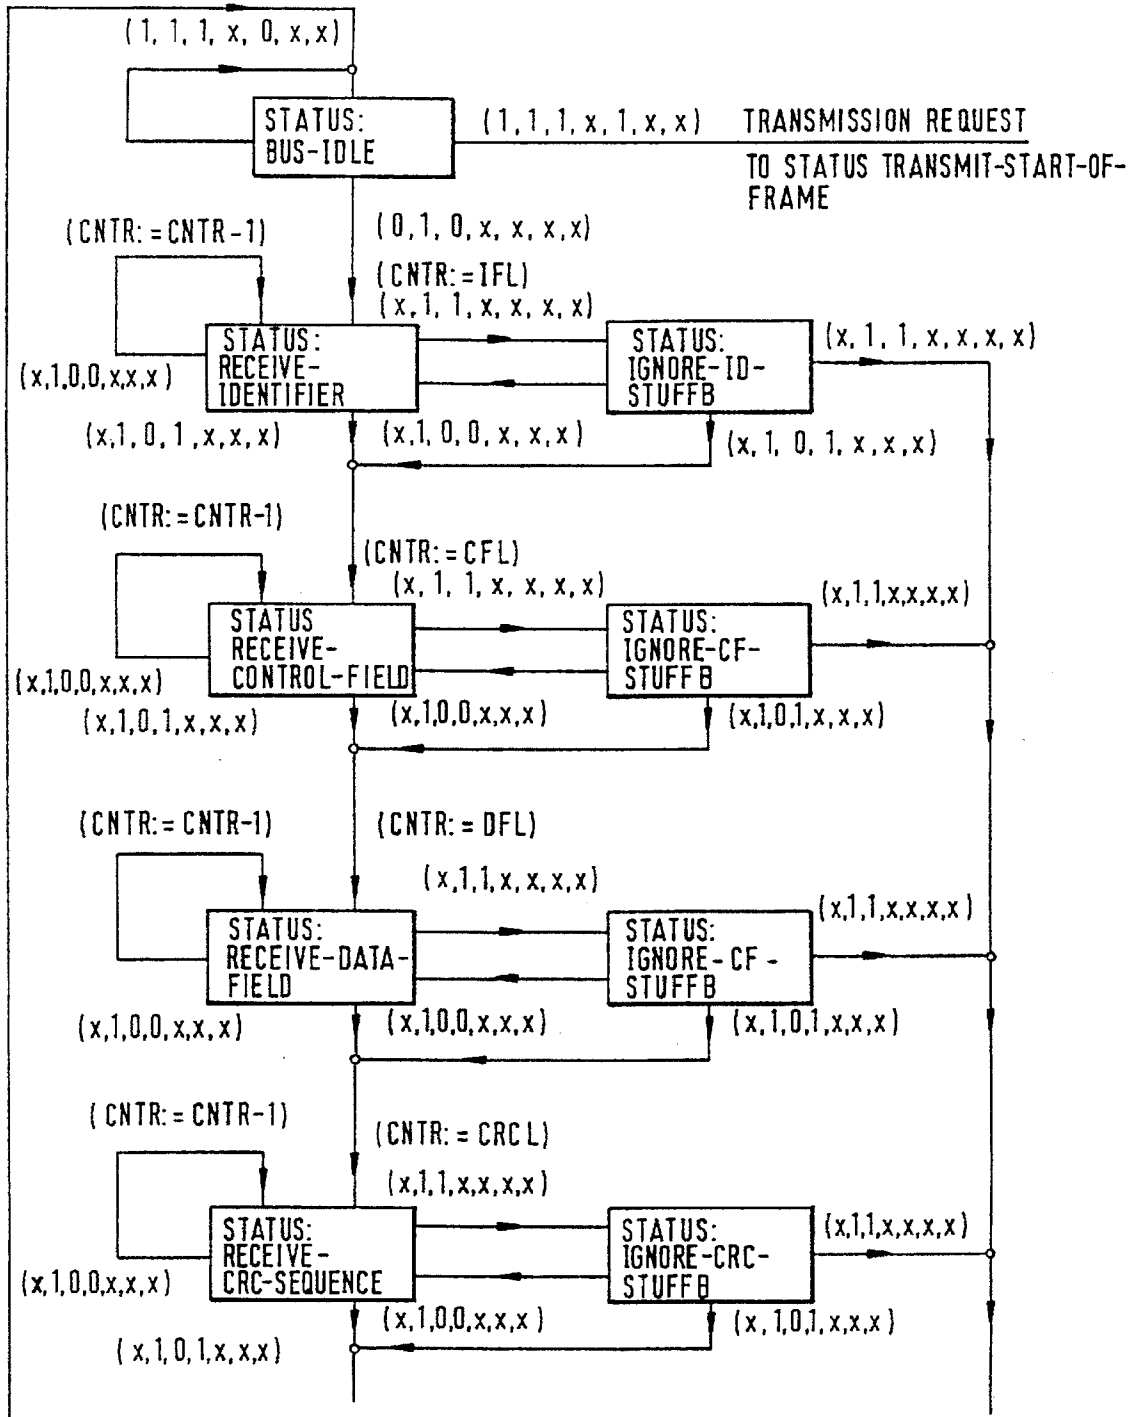 (1, 1, 1, x, 0, x, x)
STATUS:
BUS-IDLE
(1, 1, 1, x, 1, x, x)
TRANSMISSION REQUEST
TO STATUS TRANSMIT-START-OF-
FRAME
(CNTR:=CNTR-1)
(0, 1, 0, x, x, x, x)
(CNTR:=IFL)
(x, 1, 1, x, x, x, x)
STATUS:
RECEIVE-
IDENTIFIER
STATUS:
IGNORE-ID-
STUFFB
(x, 1, 1, x, x, x, x)
(x,1,0,0,x,x,x)
(x,1,0,1,x,x,x)
(x,1,0,0,x,x,x)
(x,1,0,1,x,x,x)
(CNTR:=CNTR-1)
(CNTR:=CFL)
(x, 1, 1, x, x, x, x)
(x,1,1,x,x,x,x)
STATUS
RECEIVE-
CONTROL-FIELD
STATUS:
IGNORE-CF-
STUFFB
(x,1,0,0,x,x,x)
(x,1,0,1,x,x,x)
(x,1,0,0,x,x,x)
(x,1,0,1,x,x,x)
(CNTR:=CNTR-1)
(CNTR:=DFL)
(x,1,1,x,x,x,x)
(x,1,1,x,x,x,x)
STATUS:
RECEIVE-DATA-
FIELD
STATUS:
IGNORE-CF-
STUFFB
(x,1,0,0,x,x,x)
(x,1,0,0,x,x,x)
(x,1,0,1,x,x,x)
(CNTR:=CNTR-1)
(CNTR:=CRCL)
(x,1,1,x,x,x,x)
STATUS:
RECEIVE-
CRC-SEQUENCE
STATUS:
IGNORE-CRC-
STUFFB
(x,1,1,x,x,x,x)
(x,1,0,0,x,x,x)
(x,1,0,0,x,x,x)
(x,1,0,1,x,x,x)
(x,1,0,1,x,x,x)